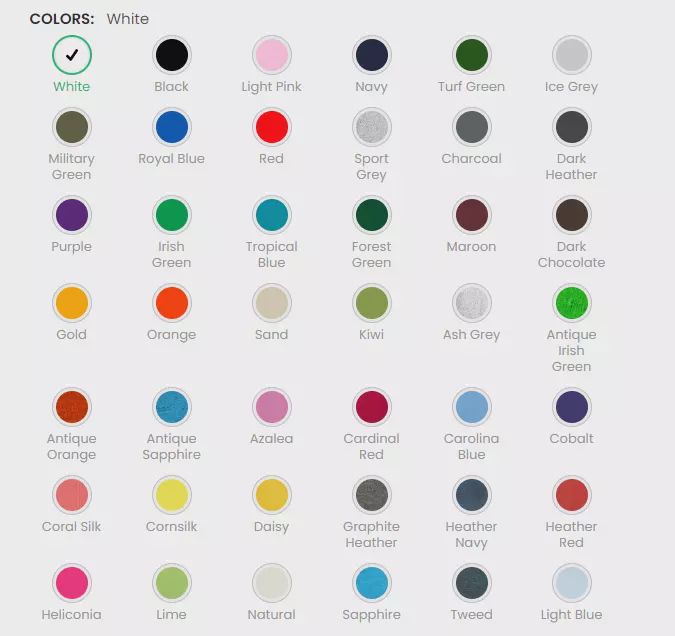 COLORS: White
White Black Light Pink Navy Turf Green Ice Grey
Military Royal Blue Red Sport Charcoal Dark
Green Grey Heather
Purple Irish Tropical Forest Maroon Dark
Green Blue Green Chocolate
Gold Orange Sand Kiwi Ash Grey Antique
Irish
Green
Antique Antique Azalea Cardinal Carolina Cobalt
Orange Sapphire Red Blue
Coral Silk Cornsilk Daisy Graphite Heather Heather
Heather Navy Red
Heliconia Lime Natural Sapphire Tweed Light Blue